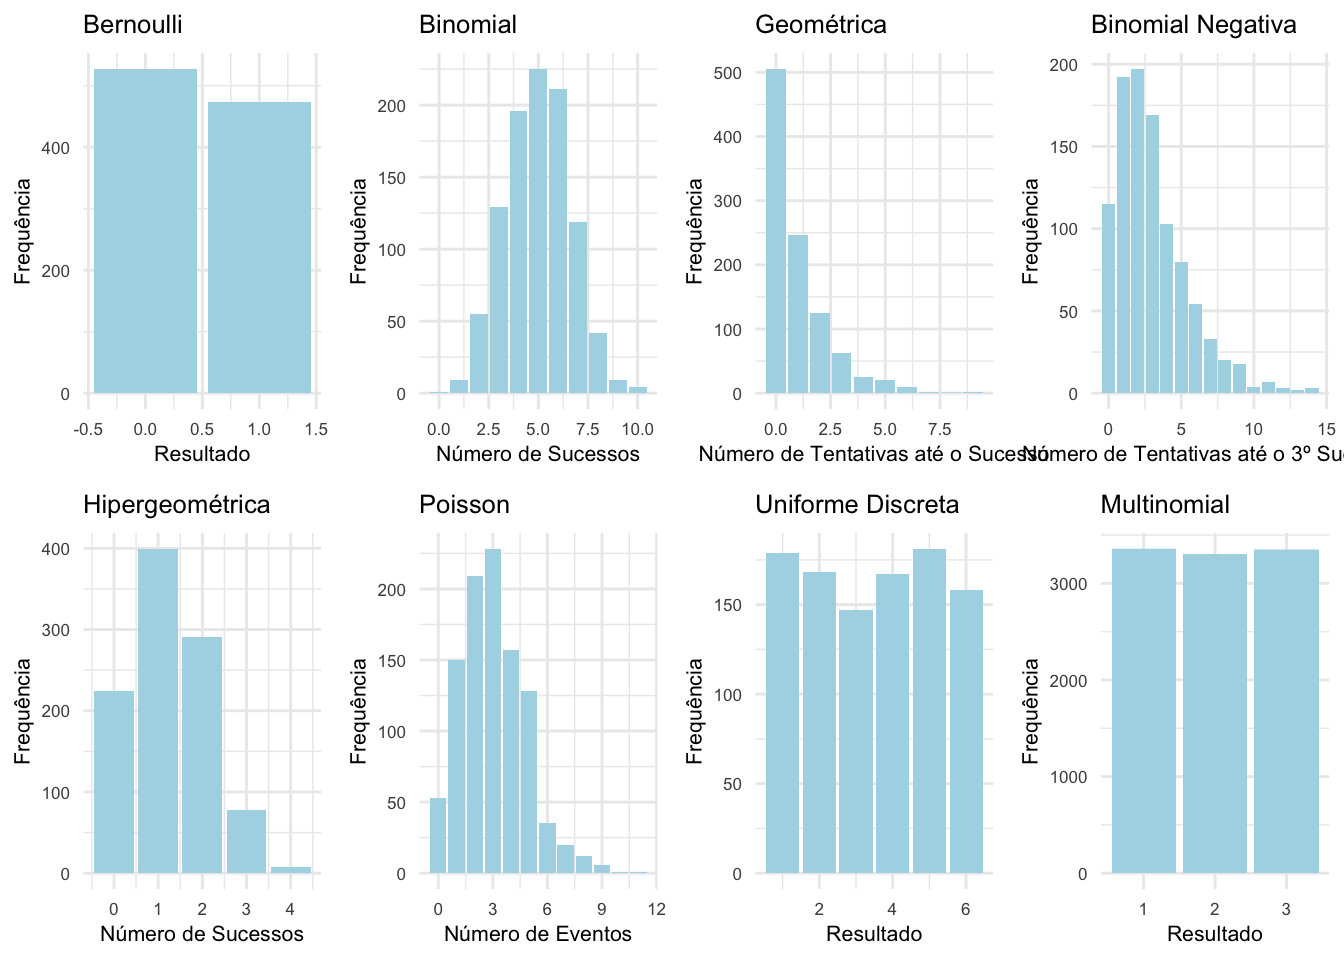 Bernoulli
Frequência
400
200
0
-0.5 0.0 0.5 1.0 1.5
Resultado
Binomial
Frequência
200
150
100
50
0
0.0 2.5 5.0 7.5 10.0
Número de Sucessos
Geométrica
Frequência
500
400
300
200
100
0
0.0 2.5 5.0 7.5
Número de Tentativas até o Sucesso
Binomial Negativa
Frequência
200
150
100
50
0
0 5 10 15
Número de Tentativas até o 3º Su
Hipergeométrica
Frequência
400
300
200
100
0
0 1 2 3 4
Número de Sucessos
Poisson
Frequência
200
150
100
50
0
0 3 6 9 12
Número de Eventos
Uniforme Discreta
Frequência
150
100
50
0
2 4 6
Resultado
Multinomial
Frequência
3000
2000
1000
0
1 2 3
Resultado